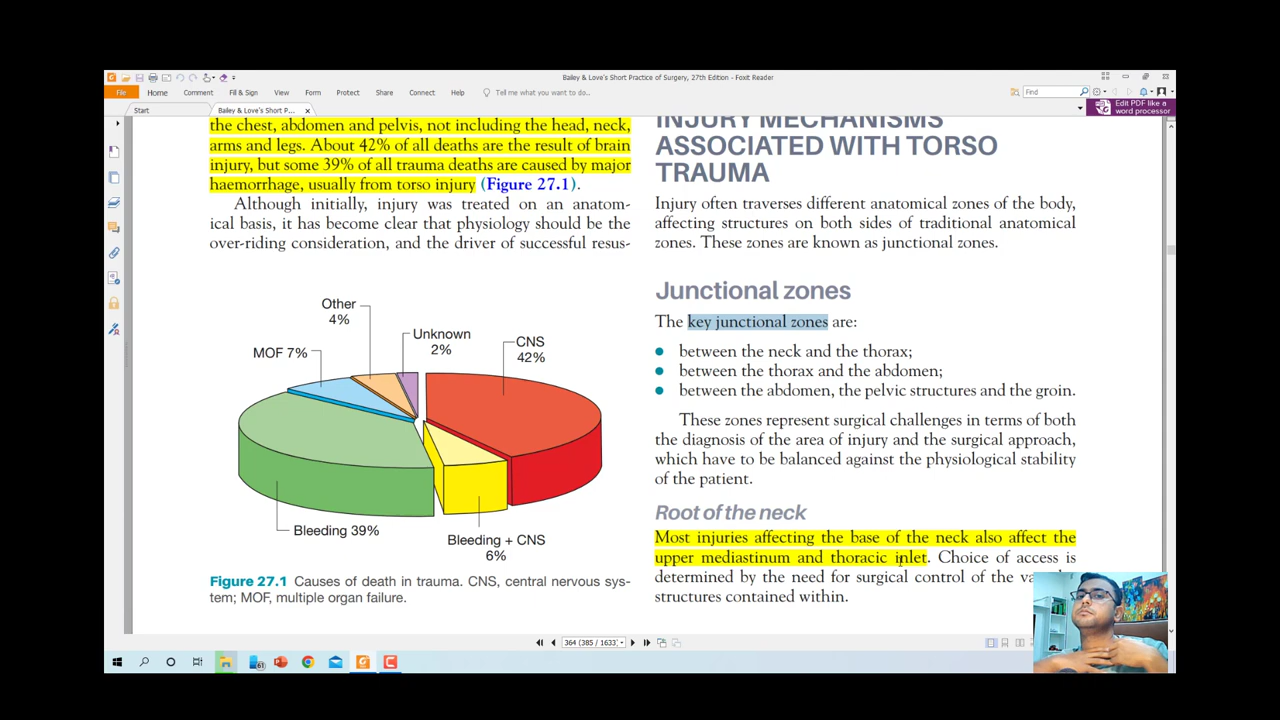 Bailey & Love's Short Practice of Surgery, 27th Edition - Foxit Reader
File Home Comment Fill & Sign View Form Protect Share Connect Help Tell me what you want to do..
Find
Start
Bailey & Love's Short P...
Edit PDF like a
word processor
the chest, abdomen and pelvis, not including the head, neck,
arms and legs. About 42% of all deaths are the result of brain
injury, but some 39% of all trauma deaths are caused by major
haemorrhage, usually from torso injury (Figure 27.1).
Although initially, injury was treated on an anatom-
ical basis, it has become clear that physiology should be the
over-riding consideration, and the driver of successful resus-
Other
4%
Unknown
2%
MOF 7%
CNS
42%
Bleeding 39%
Bleeding + CNS
6%
Figure 27.1 Causes of death in trauma. CNS, central nervous sys-
tem; MOF, multiple organ failure.
INJURY MECHANISMS
ASSOCIATED WITH TORSO
TRAUMA
Injury often traverses different anatomical zones of the body,
affecting structures on both sides of traditional anatomical
zones. These zones are known as junctional zones.
Junctional zones
The key junctional zones are:
between the neck and the thorax;
between the thorax and the abdomen;
between the abdomen, the pelvic structures and the groin.
These zones represent surgical challenges in terms of both
the diagnosis of the area of injury and the surgical approach,
which have to be balanced against the physiological stability
of the patient.
Root of the neck
Most injuries affecting the base of the neck also affect the
upper mediastinum and thoracic inlet. Choice of access is
determined by the need for surgical control of the
structures contained within.
364 (385 / 1633)
61